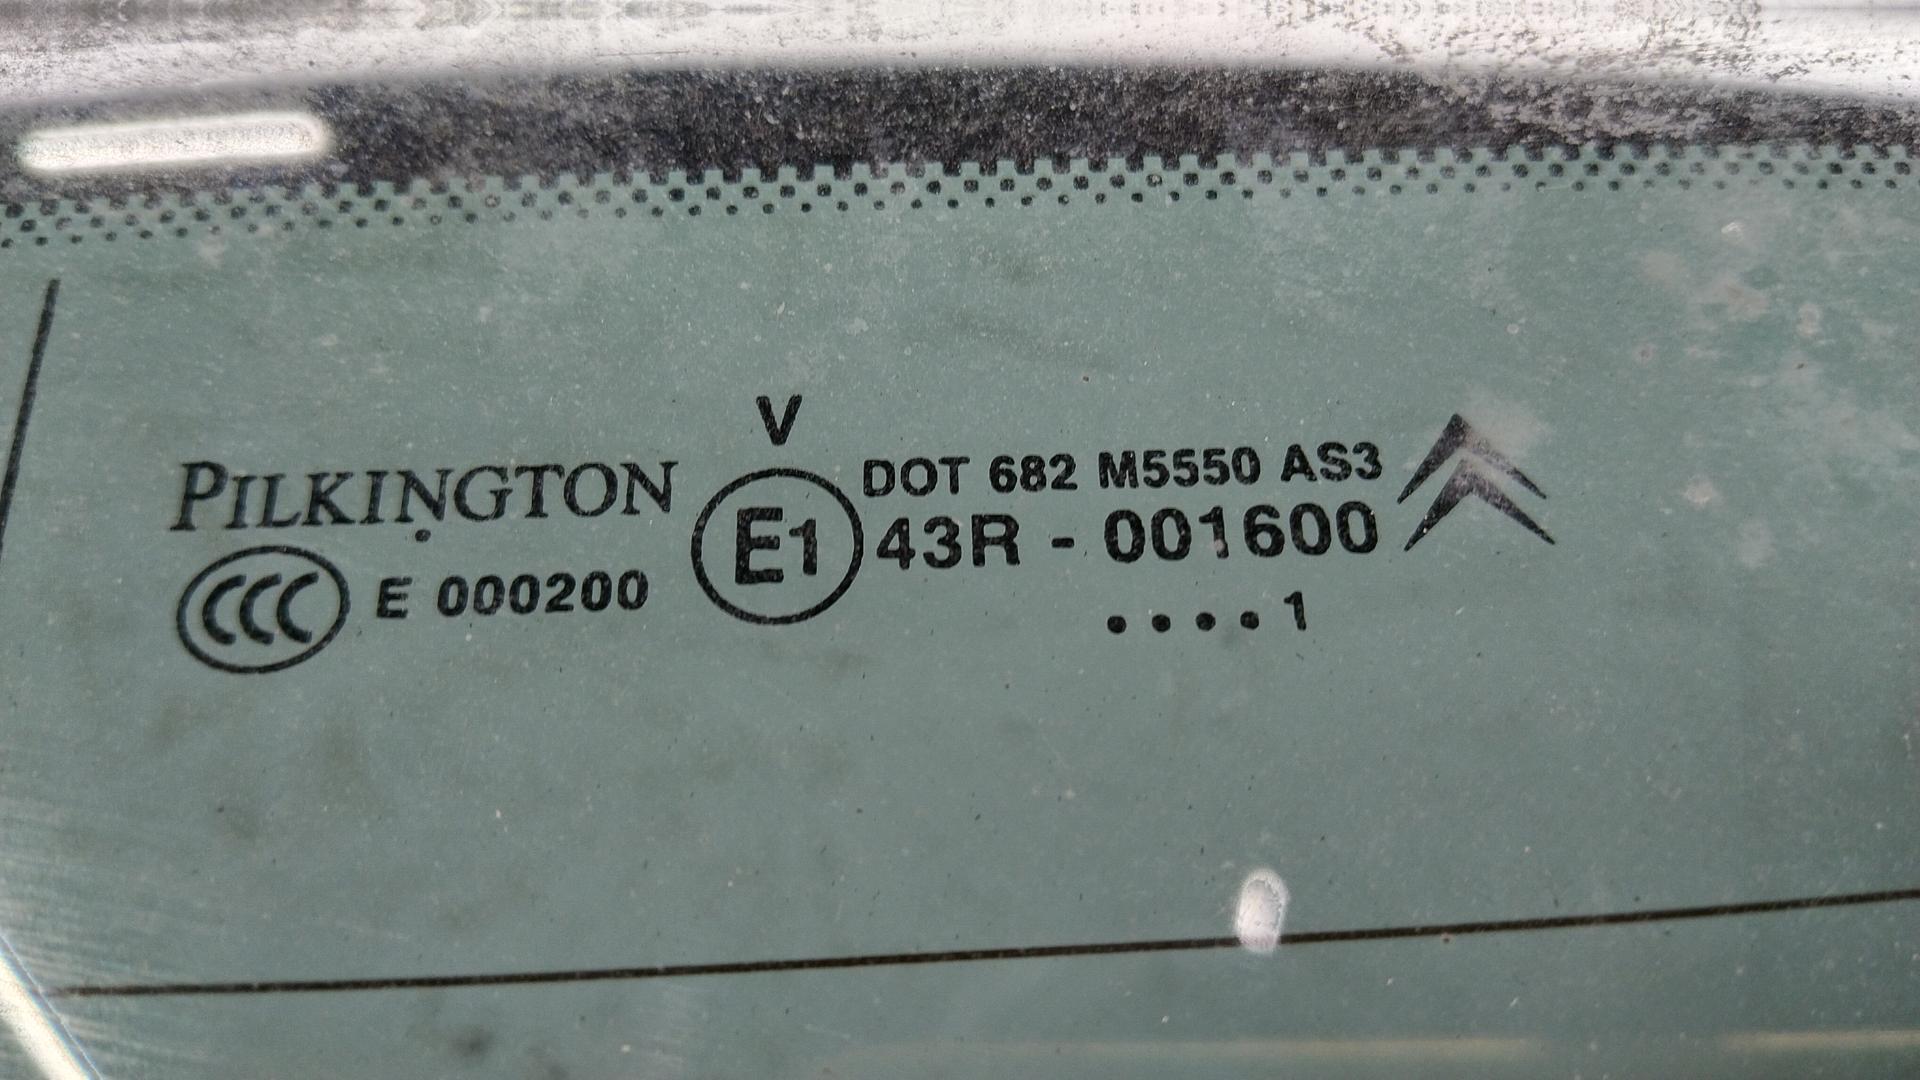 V
PILKINGTON
DOT 682 M5550 AS3
E1
43R - 001600
CCC E 000200
....1